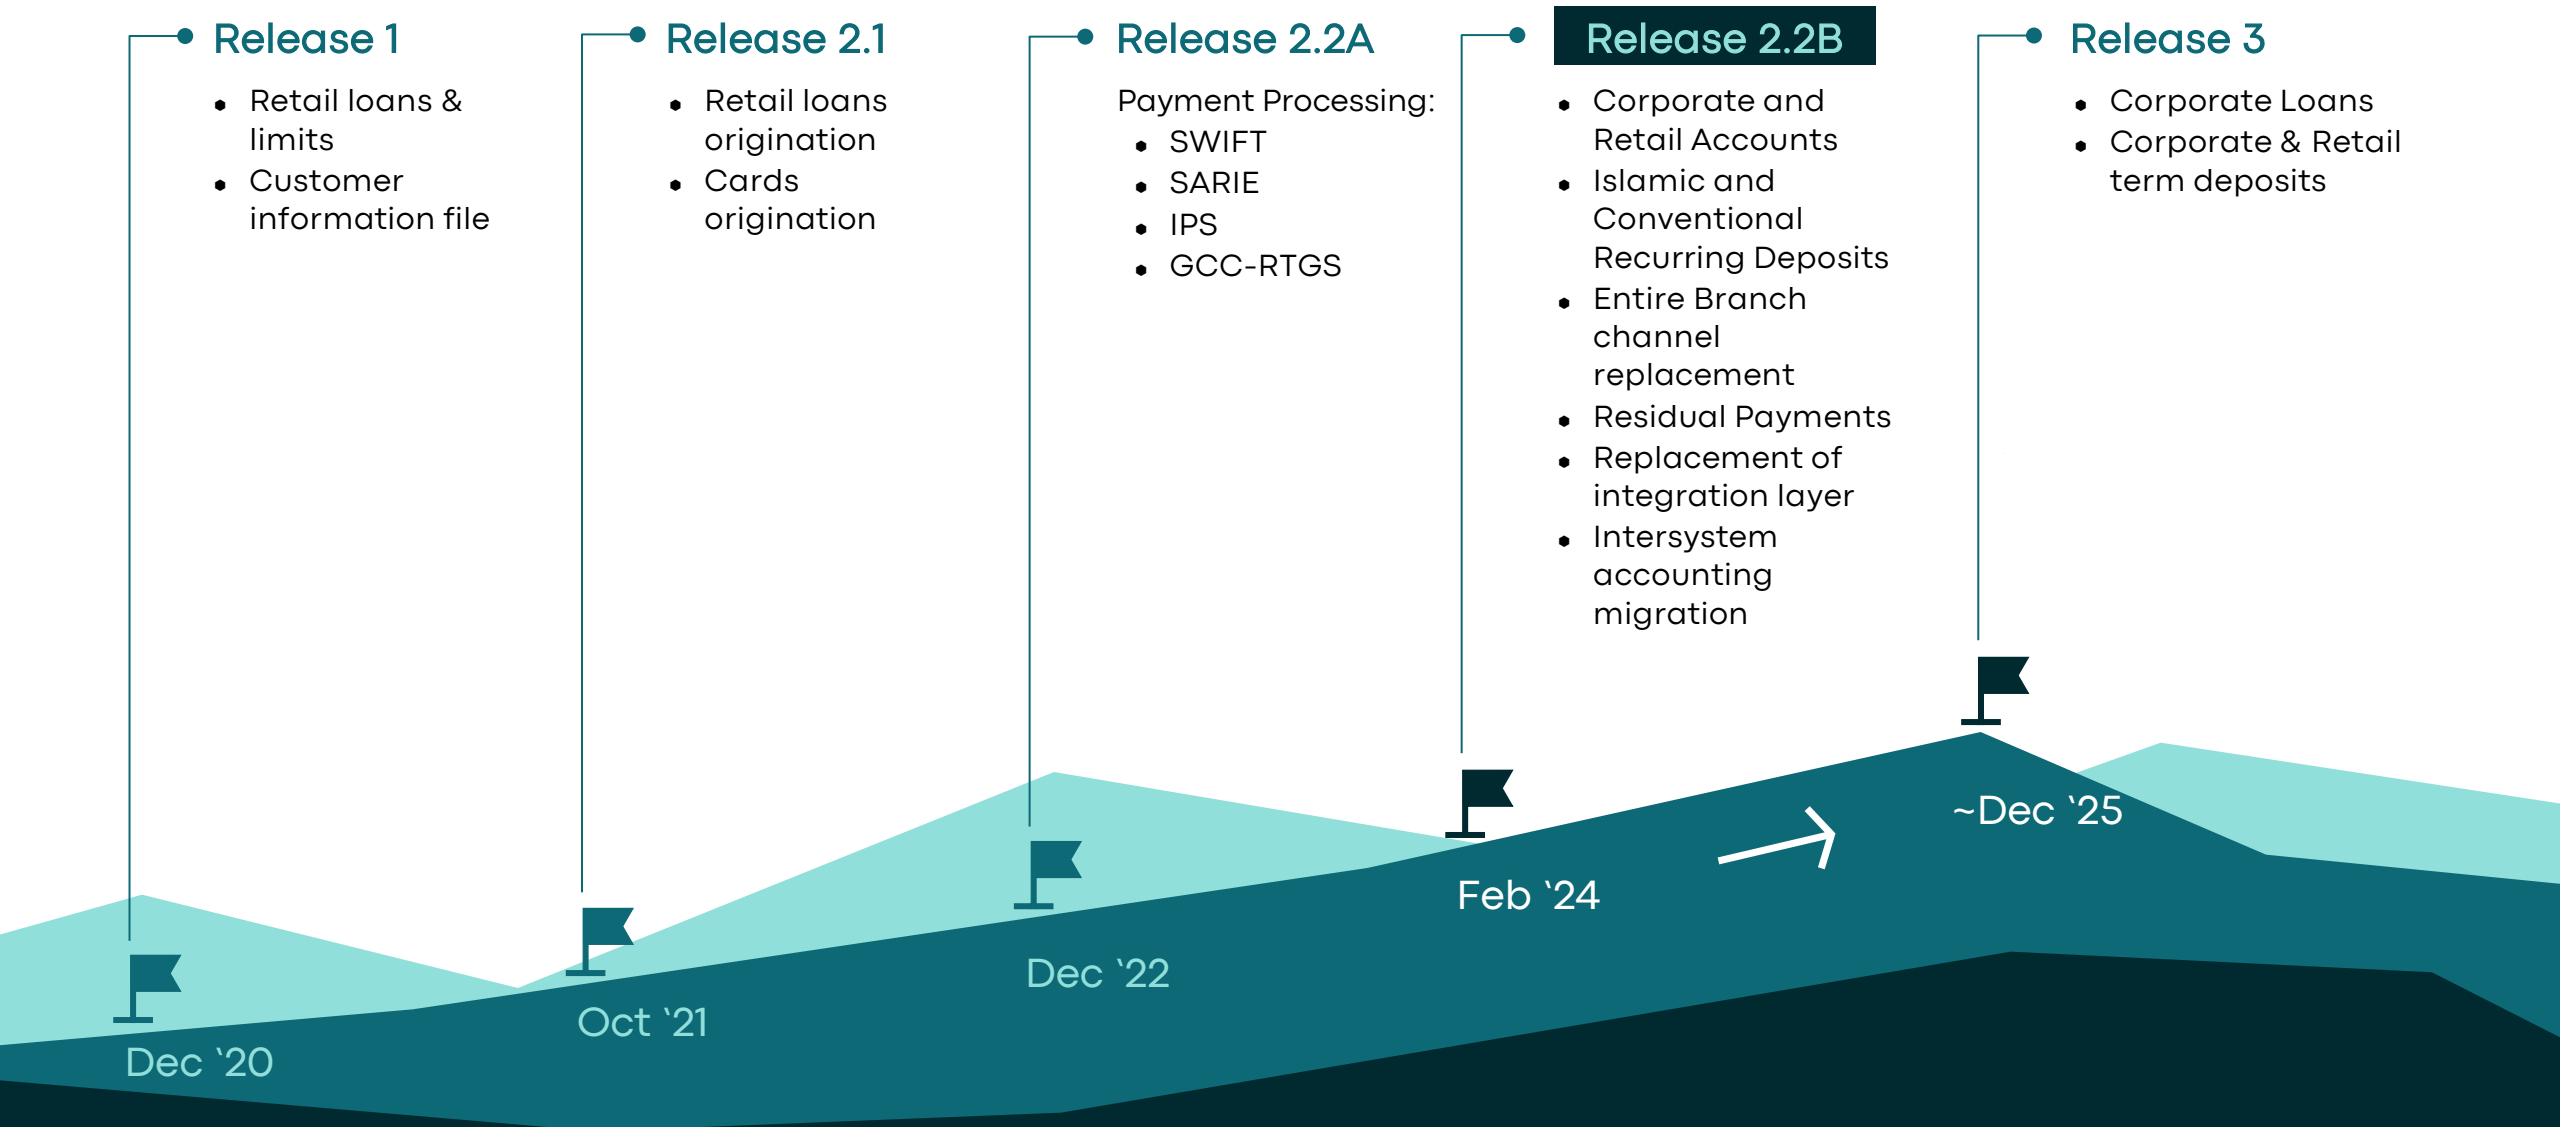 Release 1
Retail loans &
limits
Customer
information file
Release 2.1
Retail loans
origination
Cards
origination
Release 2.2A
Payment Processing:
SWIFT
SARIE
IPS
GCC-RTGS
Release 2.2B
Corporate and
Retail Accounts
Islamic and
Conventional
Recurring Deposits
Entire Branch
channel
replacement
Residual Payments
Replacement of
integration layer
Intersystem
accounting
migration
Release 3
Corporate Loans
Corporate & Retail
term deposits
Dec ‘20
Oct ‘21
Dec ‘22
Feb ‘24
~Dec ‘25